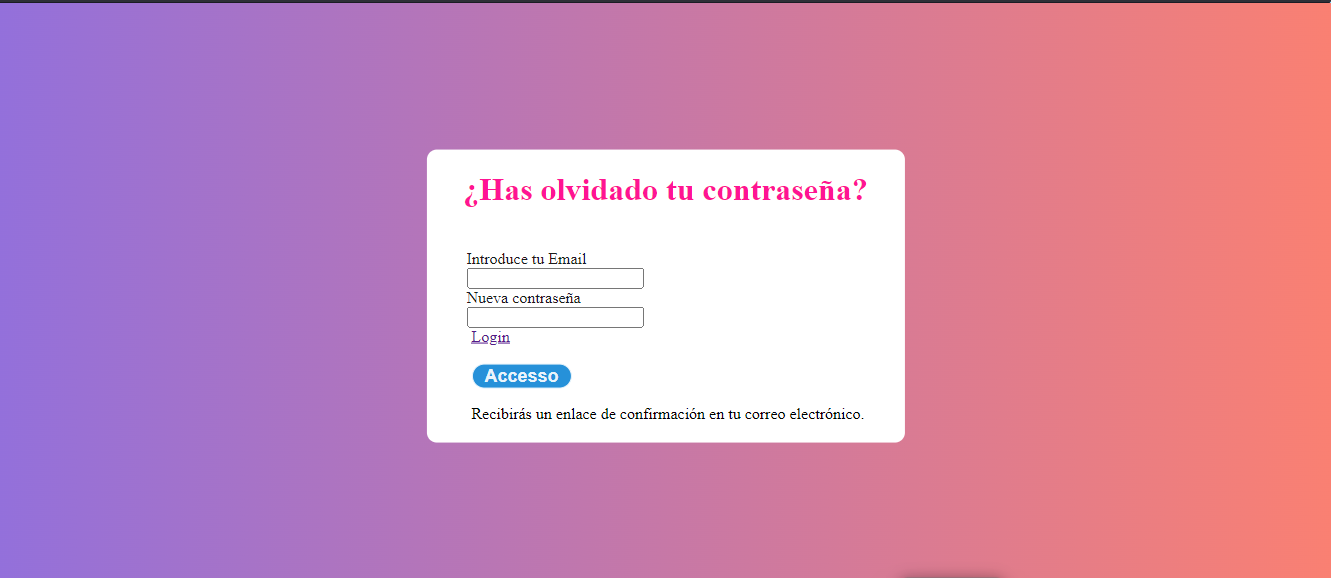 ¿Has olvidado tu contraseña?
Introduce tu Email
Nueva contraseña
Login
Accesso
Recibirás un enlace de confirmación en tu correo electrónico.